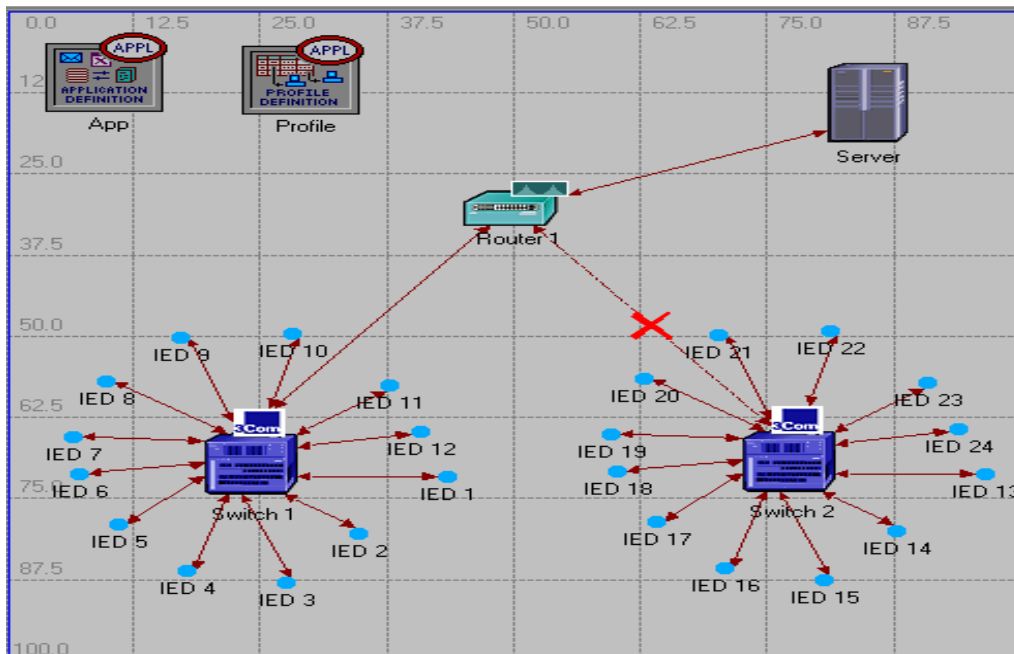 0.0 12.5 25.0 37.5 50.0 62.5 75.0 87.5
APPL
APPL
APPLICATION
DEFINITION
PROFILE
DEFINITION
App
Profile
12
Server
25.0
Router 1
37.5
50.0
IED 9
IED 10
IED 21
IED 22
IED 8
IED 11
IED 20
IED 23
62.5
3Com
3Com
IED 7
IED 12
IED 19
IED 24
IED 6
IED 1
IED 18
IED 13
75.0
Switch 1
Switch 2
IED 5
IED 2
IED 17
IED 14
87.5
IED 4
IED 3
IED 16
IED 15
100.0